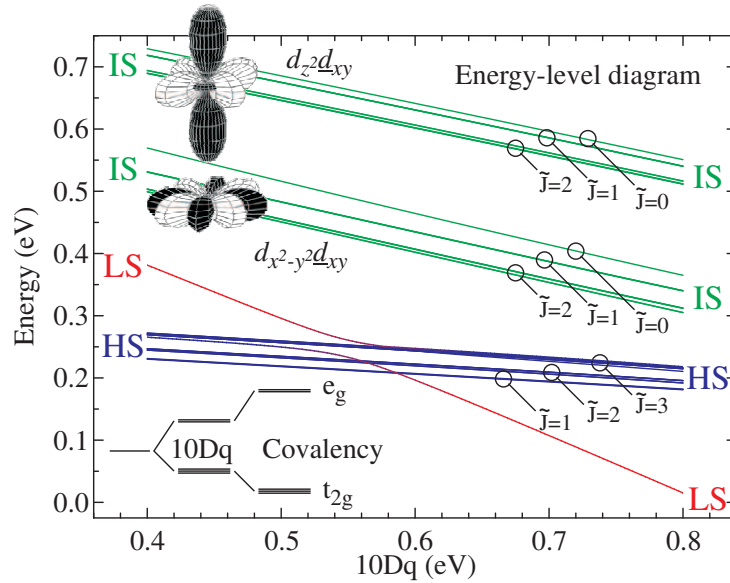 Energy-level diagram
d_{z²}d̲_{xy}
IS
IS
J̃=2
J̃=1
J̃=0
IS
d_{x²-y²}d̲_{xy}
IS
J̃=2
J̃=1
J̃=0
LS
HS
HS
J̃=1
J̃=2
J̃=3
LS
e_g
10Dq Covalency
t_{2g}
Energy (eV)
0.7
0.6
0.5
0.4
0.3
0.2
0.1
0.0
0.4 0.5 0.6 0.7 0.8
10Dq (eV)